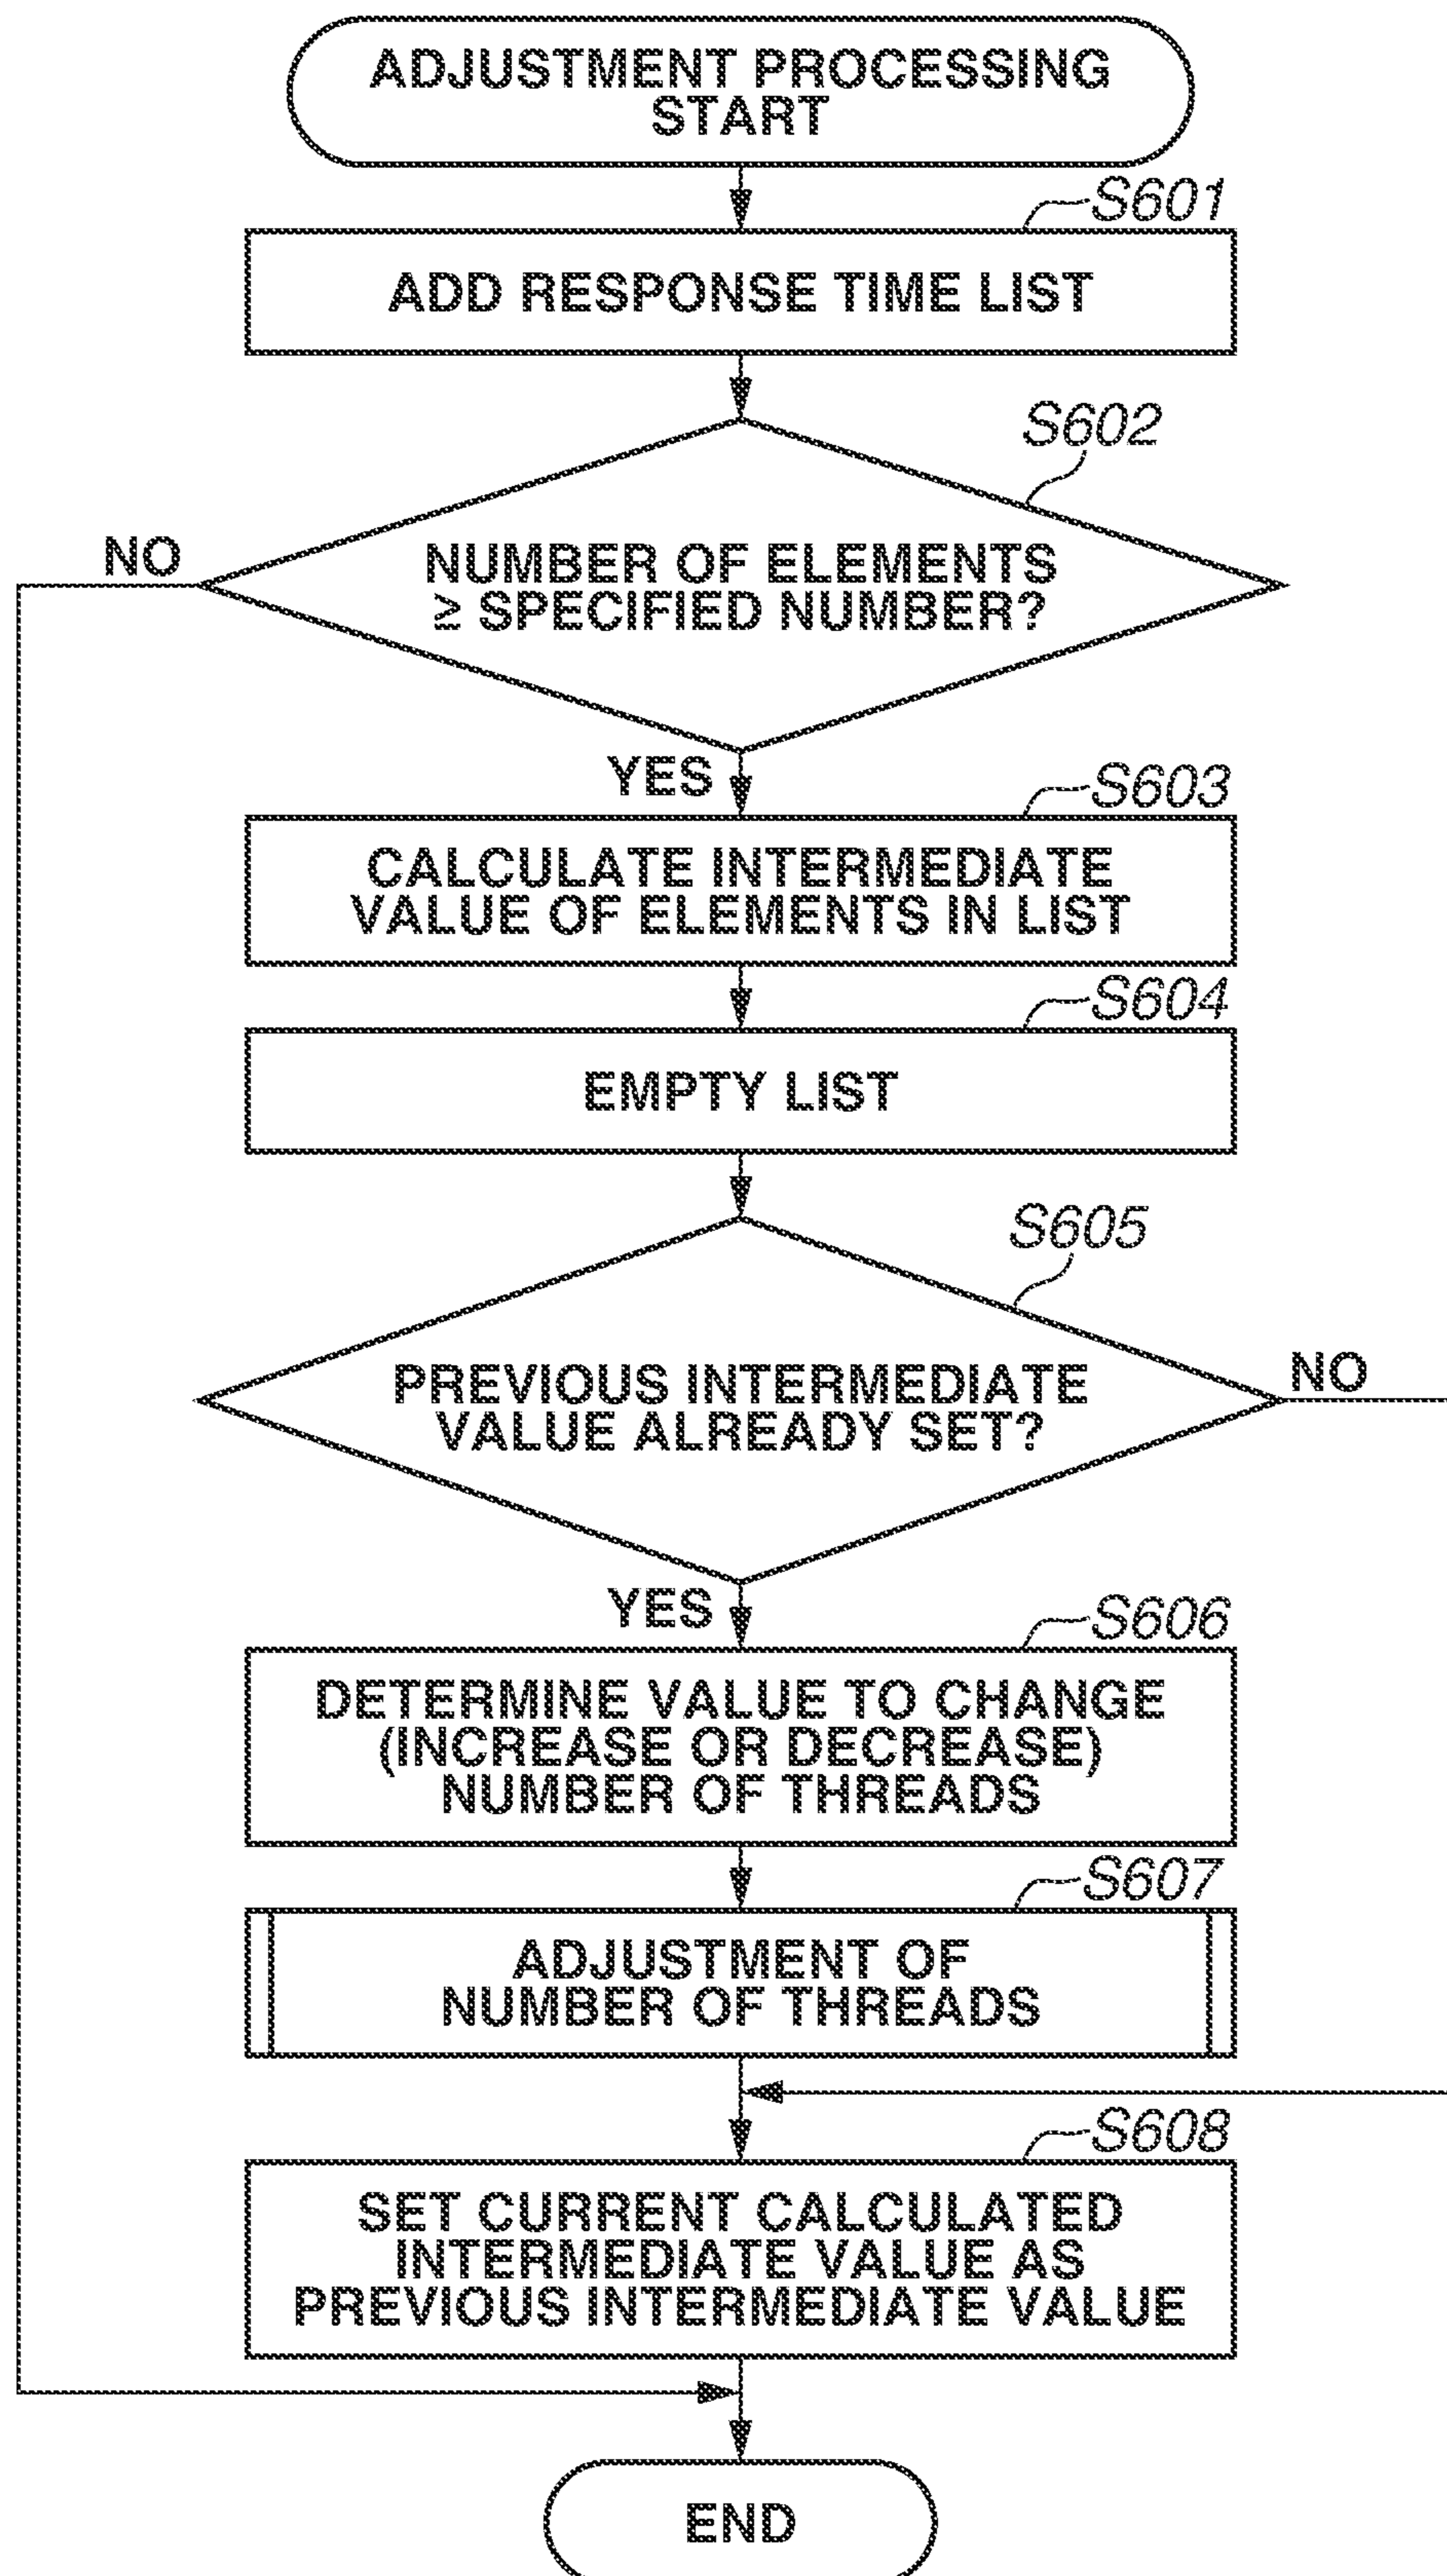 ADJUSTMENT PROCESSING
START
S601
ADD RESPONSE TIME LIST
S602
NO
NUMBER OF ELEMENTS
≥ SPECIFIED NUMBER?
YES
S603
CALCULATE INTERMEDIATE
VALUE OF ELEMENTS IN LIST
S604
EMPTY LIST
S605
NO
PREVIOUS INTERMEDIATE
VALUE ALREADY SET?
YES
S606
DETERMINE VALUE TO CHANGE
(INCREASE OR DECREASE)
NUMBER OF THREADS
S607
ADJUSTMENT OF
NUMBER OF THREADS
S608
SET CURRENT CALCULATED
INTERMEDIATE VALUE AS
PREVIOUS INTERMEDIATE VALUE
END